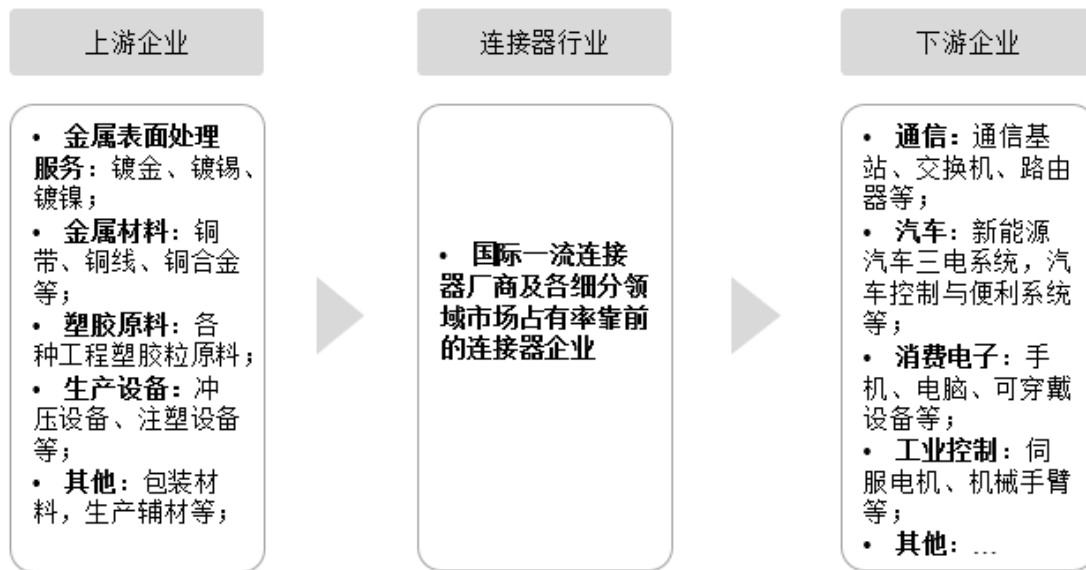 上游企业
• 金属表面处理
服务：镀金、镀锡、
镀镍；
• 金属材料：铜
带、铜线、铜合金
等；
• 塑胶原料：各
种工程塑胶粒原料；
• 生产设备：冲
压设备、注塑设备
等；
• 其他：包装材
料，生产辅材等；
连接器行业
• 国际一流连接
器厂商及各细分领
域市场占有率靠前
的连接器企业
下游企业
• 通信：通信基
站、交换机、路由
器等；
• 汽车：新能源
汽车三电系统，汽
车控制与便利系统
等；
• 消费电子：手
机、电脑、可穿戴
设备等；
• 工业控制：伺
服电机、机械手臂
等；
• 其他：…